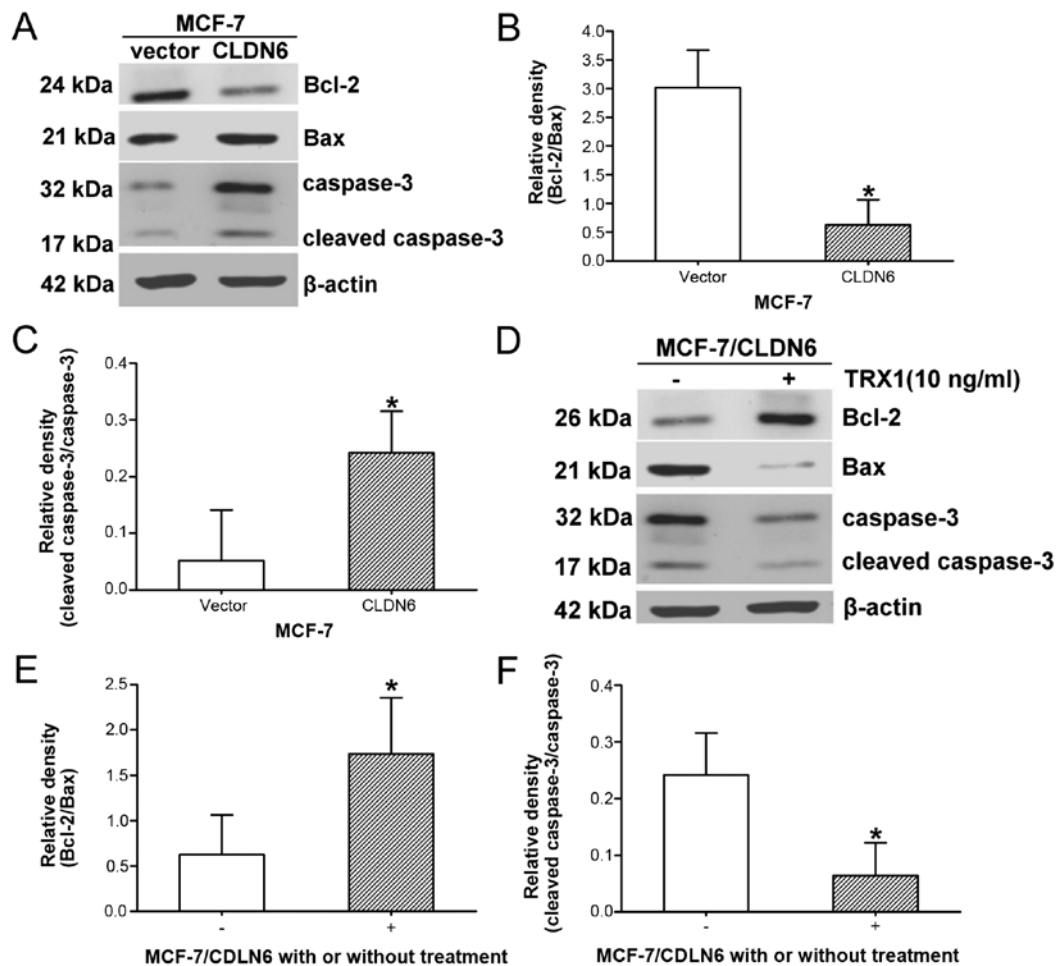 A
MCF-7
vector CLDN6
24 kDa Bcl-2
21 kDa Bax
32 kDa caspase-3
17 kDa cleaved caspase-3
42 kDa β-actin
B
Relative density
(Bcl-2/Bax)
4.0
3.5
3.0
2.5
2.0
1.5
1.0
0.5
0.0
*
Vector CLDN6
MCF-7
C
Relative density
(cleaved caspase-3/caspase-3)
0.4
0.3
0.2
0.1
0.0
*
Vector CLDN6
MCF-7
D
MCF-7/CLDN6
- + TRX1(10 ng/ml)
26 kDa Bcl-2
21 kDa Bax
32 kDa caspase-3
17 kDa cleaved caspase-3
42 kDa β-actin
E
Relative density
(Bcl-2/Bax)
2.5
2.0
1.5
1.0
0.5
0.0
*
- +
MCF-7/CDLN6 with or without treatment
F
Relative density
(cleaved caspase-3/caspase-3)
0.4
0.3
0.2
0.1
0.0
*
- +
MCF-7/CDLN6 with or without treatment